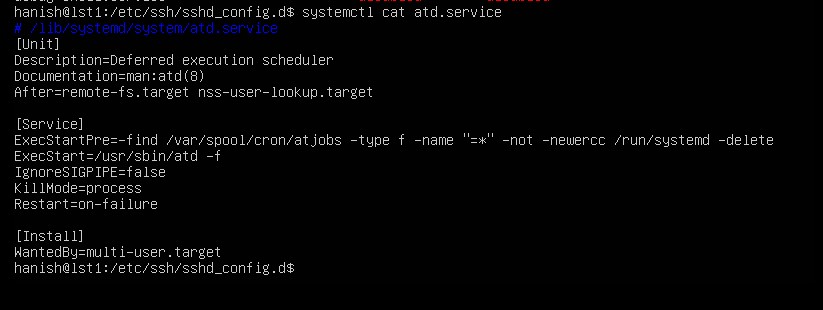 hanish@lst1:/etc/ssh/sshd_config.d$ systemctl cat atd.service
# /lib/systemd/system/atd.service
[Unit]
Description=Deferred execution scheduler
Documentation=man:atd(8)
After=remote-fs.target nss-user-lookup.target
[Service]
ExecStartPre=-find /var/spool/cron/atjobs -type f -name "=*" -not -newercc /run/systemd -delete
ExecStart=/usr/sbin/atd -f
IgnoreSIGPIPE=false
KillMode=process
Restart=on-failure
[Install]
WantedBy=multi-user.target
hanish@lst1:/etc/ssh/sshd_config.d$